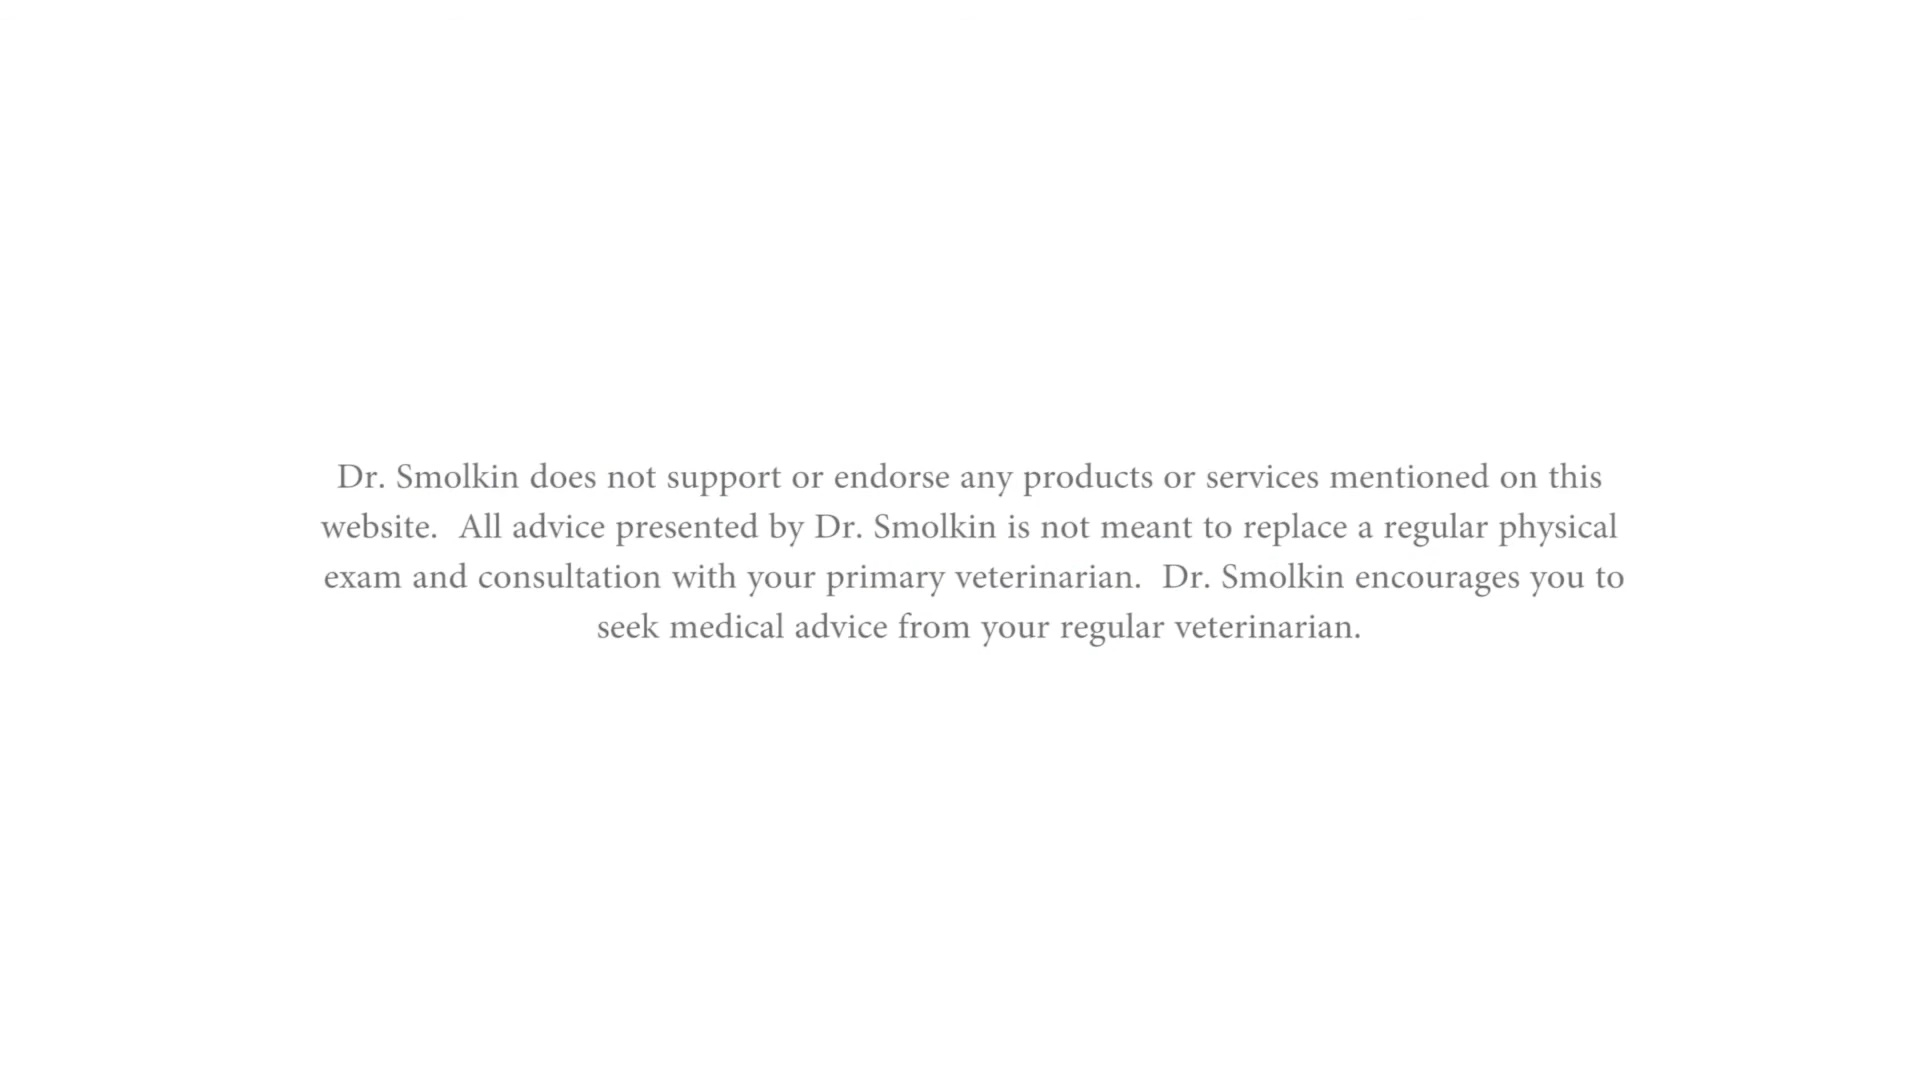 Dr. Smolkin does not support or endorse any products or services mentioned on this
website.  All advice presented by Dr. Smolkin is not meant to replace a regular physical
exam and consultation with your primary veterinarian.  Dr. Smolkin encourages you to
seek medical advice from your regular veterinarian.